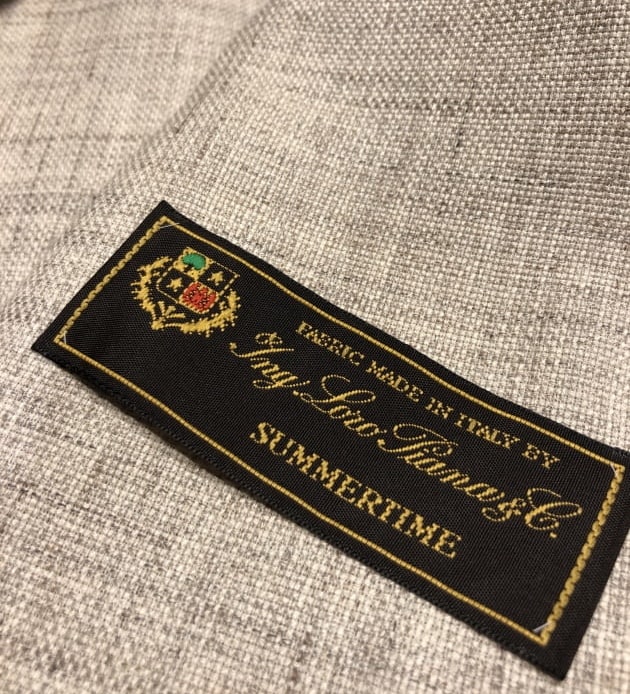 FABRIC MADE IN ITALY BY
Ing Loro Piana & C.
SUMMERTIME